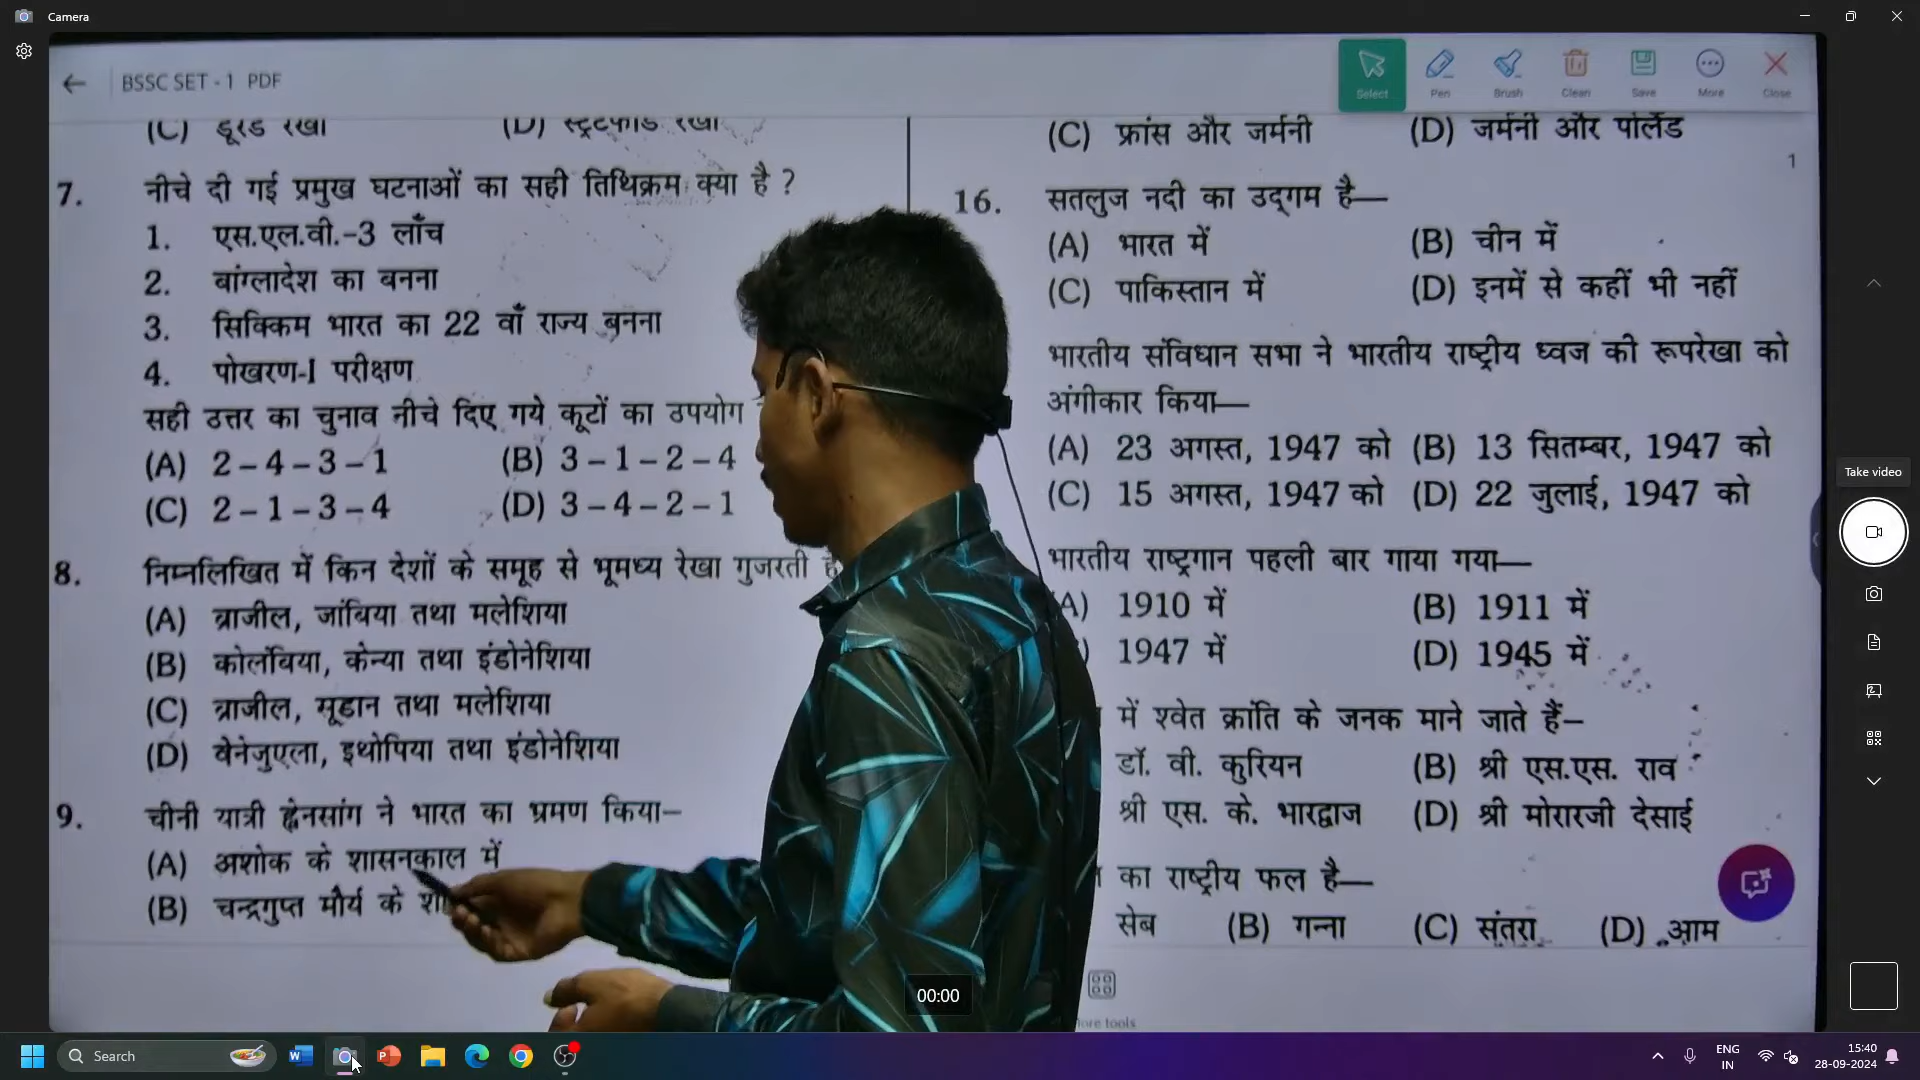 Camera
BSSC SET - 1 PDF
Select
Pen
Brush
Clean
Save
More
Close
(C) डूरंड रेखा
(D) स्ट्रेटफोर्ड रेखा
7. नीचे दी गई प्रमुख घटनाओं का सही तिथिक्रम क्या है ?
1. एस.एल.वी.-3 लाँच
2. बांग्लादेश का बनना
3. सिक्किम भारत का 22 वाँ राज्य बनना
4. पोखरण-I परीक्षण
सही उत्तर का चुनाव नीचे दिए गये कूटों का उपयोग
(A) 2 – 4 – 3 – 1 (B) 3 – 1 – 2 – 4
(C) 2 – 1 – 3 – 4 (D) 3 – 4 – 2 – 1
8. निम्नलिखित में किन देशों के समूह से भूमध्य रेखा गुजरती
(A) ब्राजील, जांबिया तथा मलेशिया
(B) कोलंबिया, केन्या तथा इंडोनेशिया
(C) ब्राजील, सूडान तथा मलेशिया
(D) वेनेजुएला, इथोपिया तथा इंडोनेशिया
9. चीनी यात्री ह्वेनसांग ने भारत का भ्रमण किया–
(A) अशोक के शासनकाल में
(B) चन्द्रगुप्त मौर्य के
(C) फ्रांस और जर्मनी (D) जर्मनी और पोलैंड
1
16. सतलुज नदी का उद्गम है—
(A) भारत में (B) चीन में
(C) पाकिस्तान में (D) इनमें से कहीं भी नहीं
भारतीय संविधान सभा ने भारतीय राष्ट्रीय ध्वज की रूपरेखा को
अंगीकार किया—
(A) 23 अगस्त, 1947 को (B) 13 सितम्बर, 1947 को
(C) 15 अगस्त, 1947 को (D) 22 जुलाई, 1947 को
भारतीय राष्ट्रगान पहली बार गाया गया—
A) 1910 में (B) 1911 में
) 1947 में (D) 1945 में
में श्वेत क्रांति के जनक माने जाते हैं–
डॉ. वी. कुरियन (B) श्री एस.एस. राव
श्री एस. के. भारद्वाज (D) श्री मोरारजी देसाई
का राष्ट्रीय फल है—
सेब (B) गन्ना (C) संतरा (D) आम
Take video
00:00
tools
Search
ENG
IN
15:40
28-09-2024